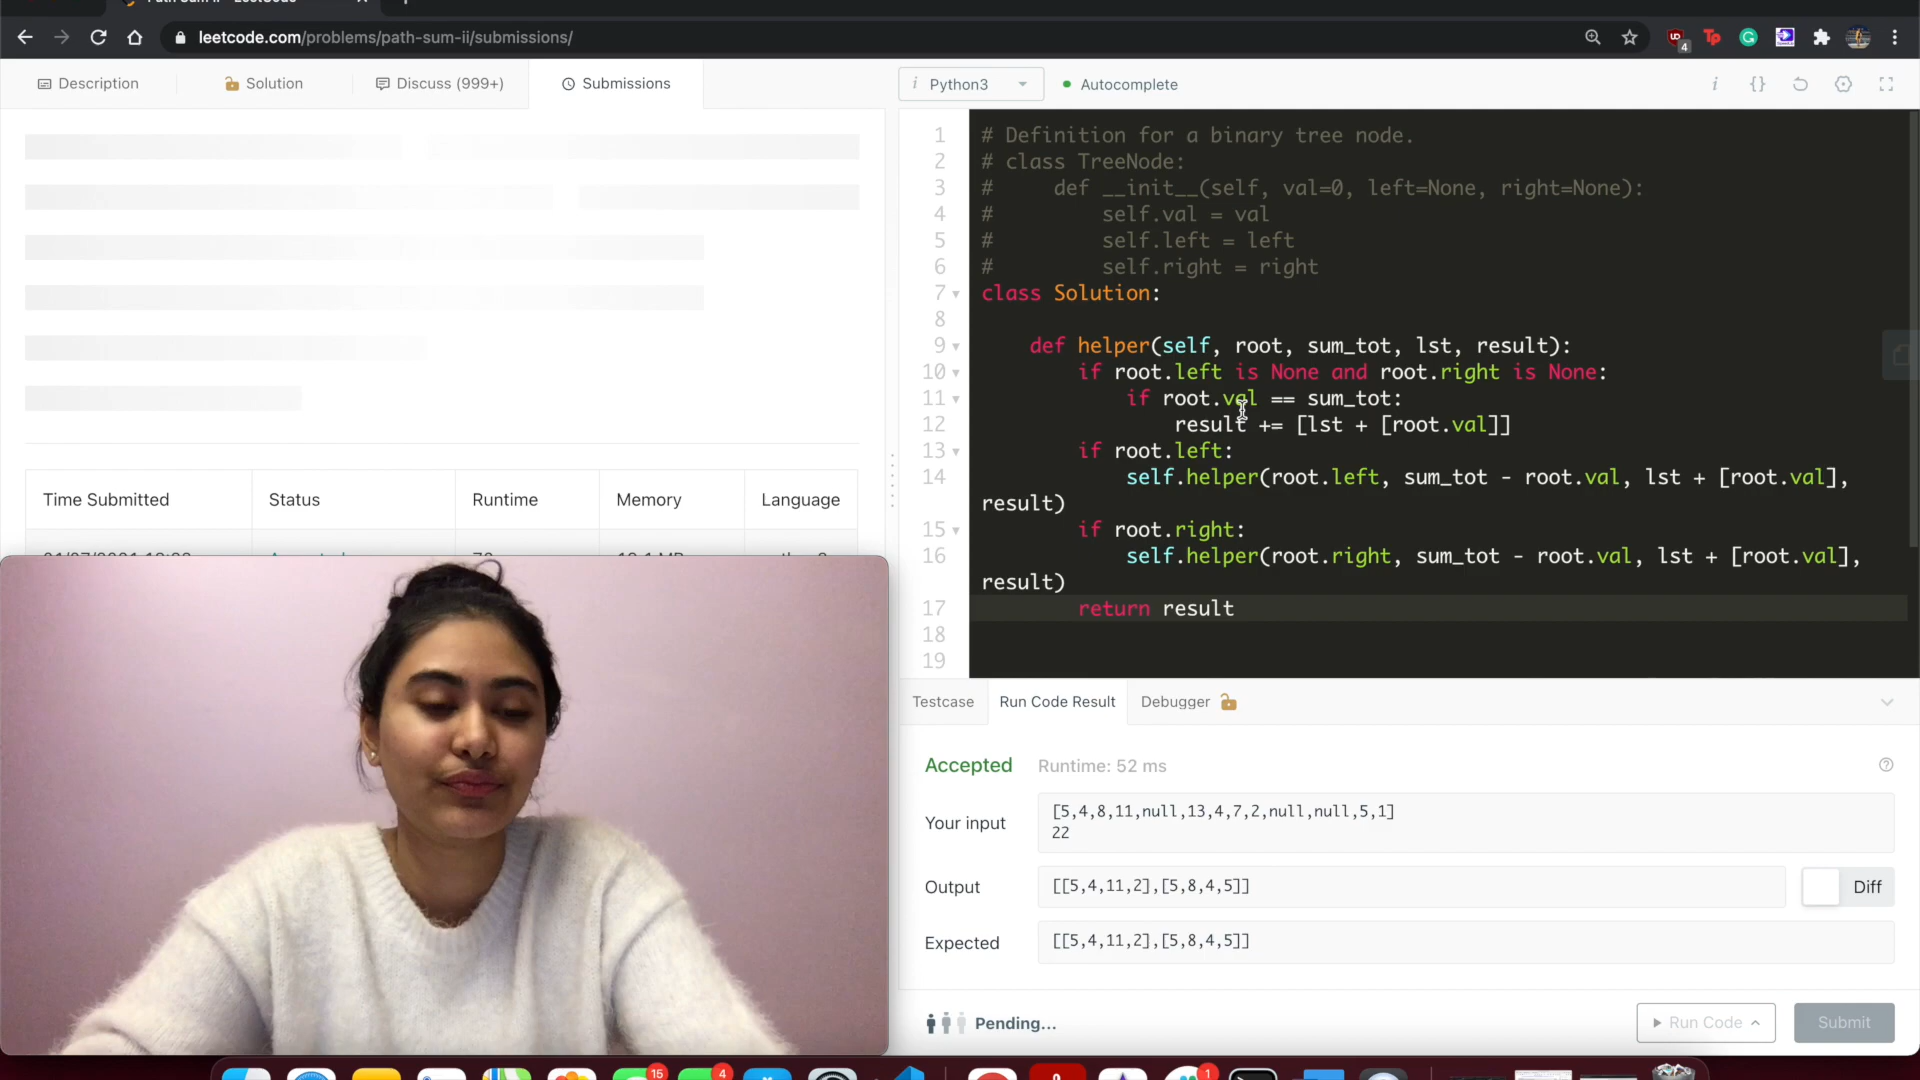 leetcode.com/problems/path-sum-ii/submissions/
4
Description
Solution
Discuss (999+)
Submissions
i Python3
Autocomplete
i {}
1 # Definition for a binary tree node.
2 # class TreeNode:
3 #     def __init__(self, val=0, left=None, right=None):
4 #         self.val = val
5 #         self.left = left
6 #         self.right = right
7 class Solution:
8
9     def helper(self, root, sum_tot, lst, result):
10         if root.left is None and root.right is None:
11             if root.val == sum_tot:
12                 result += [lst + [root.val]]
13         if root.left:
14             self.helper(root.left, sum_tot - root.val, lst + [root.val],
result)
15         if root.right:
16             self.helper(root.right, sum_tot - root.val, lst + [root.val],
result)
17         return result
18
19
Time Submitted Status Runtime Memory Language
Testcase
Run Code Result
Debugger
Accepted
Runtime: 52 ms
Your input
[5,4,8,11,null,13,4,7,2,null,null,5,1]
22
Output
[[5,4,11,2],[5,8,4,5]]
Diff
Expected
[[5,4,11,2],[5,8,4,5]]
Pending...
Run Code
Submit
15
4
1